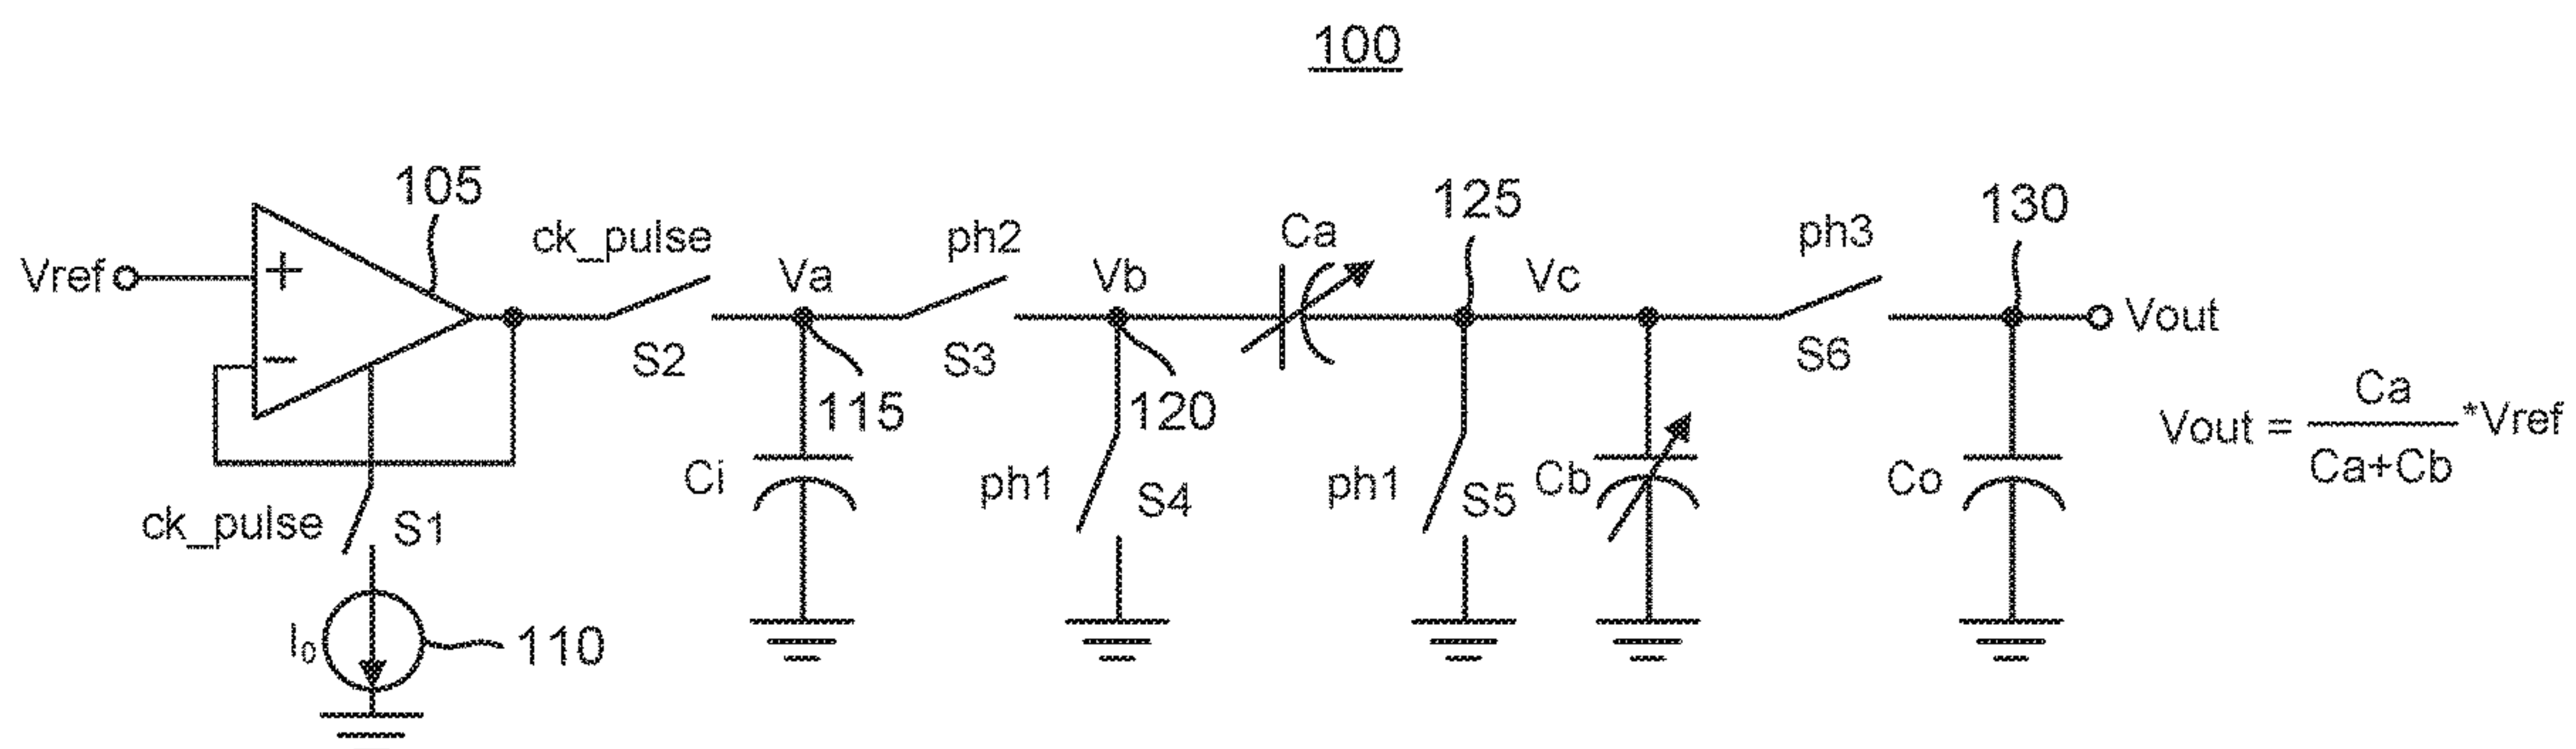 100
105
125
130
ck_pulse
ph2
Ca
ph3
Vref
+
Va
Vb
Vc
Vout
−
S2
S3
S6
115
120
Vout = Ca / Ca+Cb *Vref
Ci
ph1
S4
ph1
S5
Cb
Co
ck_pulse
S1
I₀
110